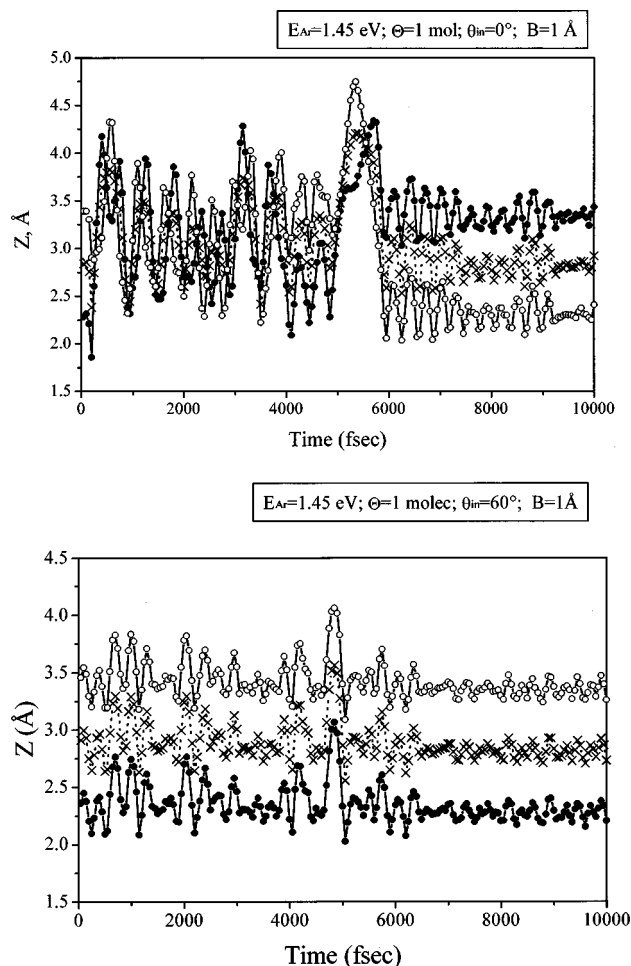 EAr=1.45 eV; Θ=1 mol; θin=0°; B=1 Å
5.0
4.5
4.0
3.5
3.0
2.5
2.0
1.5
Z, Å
0 2000 4000 6000 8000 10000
Time (fsec)
EAr=1.45 eV; Θ=1 molec; θin=60°; B=1Å
4.5
4.0
3.5
3.0
2.5
2.0
1.5
Z (Å)
0 2000 4000 6000 8000 10000
Time (fsec)